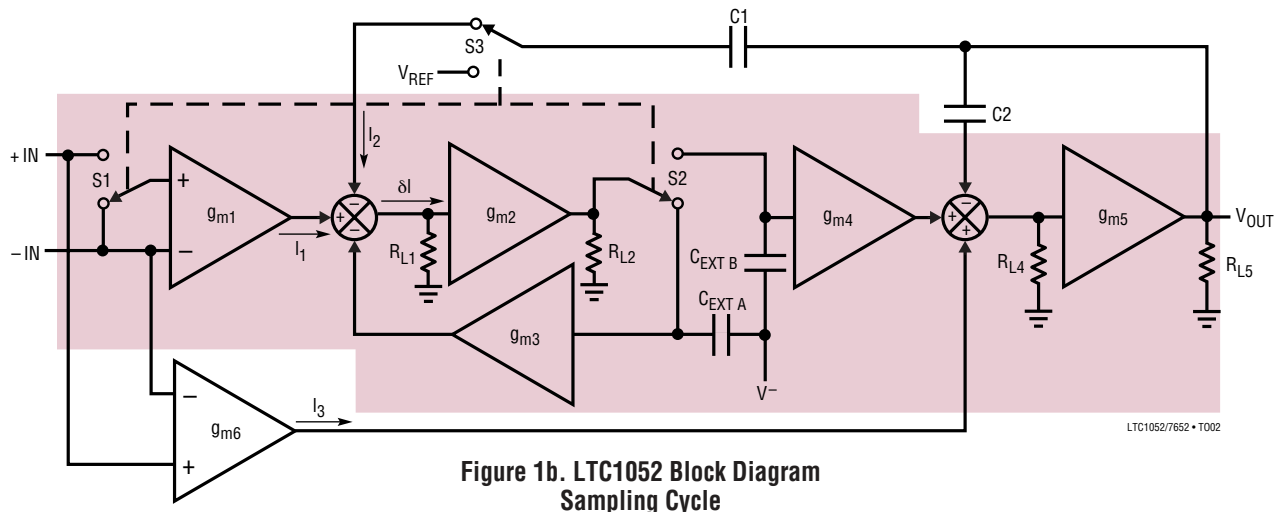 C1
S3
V_REF
C2
I_2
+ IN
S1
+
g_m1
–
– IN
I_1
–
+
–
δI
R_L1
g_m2
R_L2
S2
g_m4
C_EXT B
C_EXT A
g_m3
V–
–
+
+
R_L4
g_m5
V_OUT
R_L5
–
g_m6
+
I_3
LTC1052/7652 • TO02
Figure 1b. LTC1052 Block Diagram
Sampling Cycle